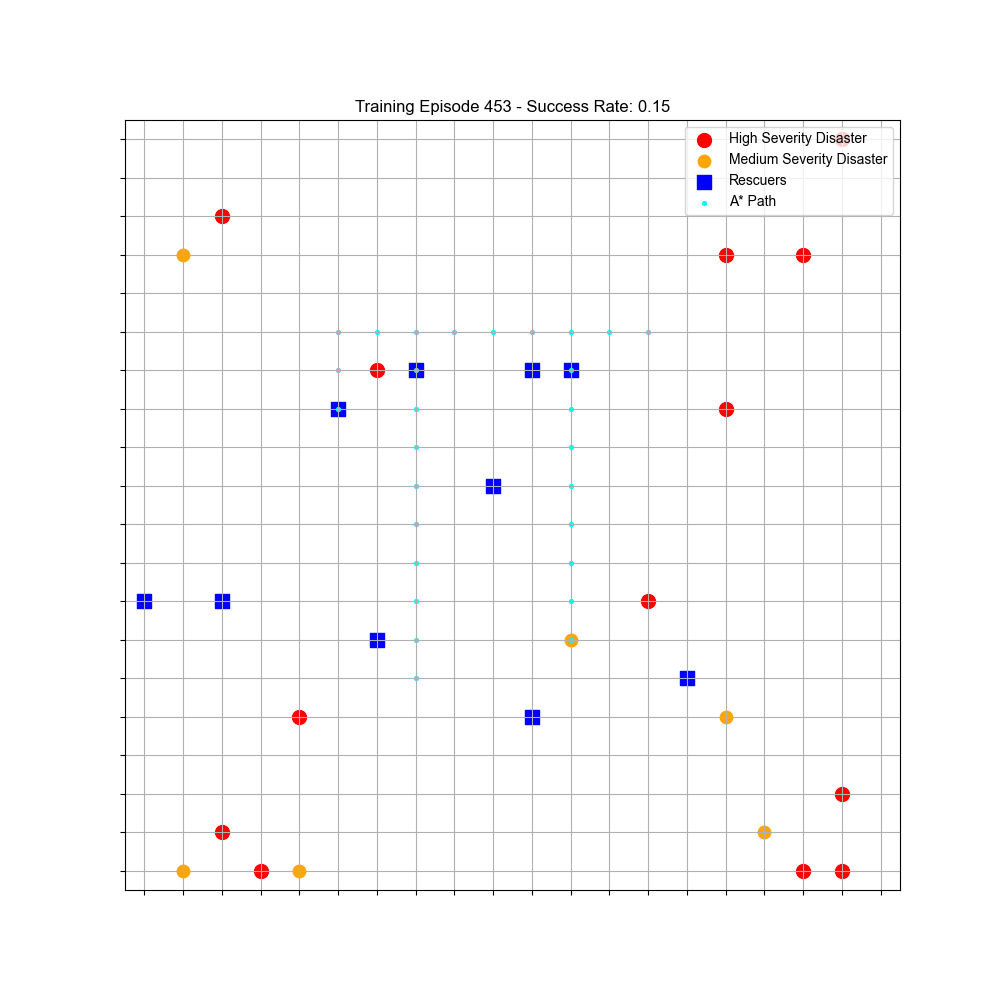 Training Episode 453 - Success Rate: 0.15
High Severity Disaster
Medium Severity Disaster
Rescuers
A* Path